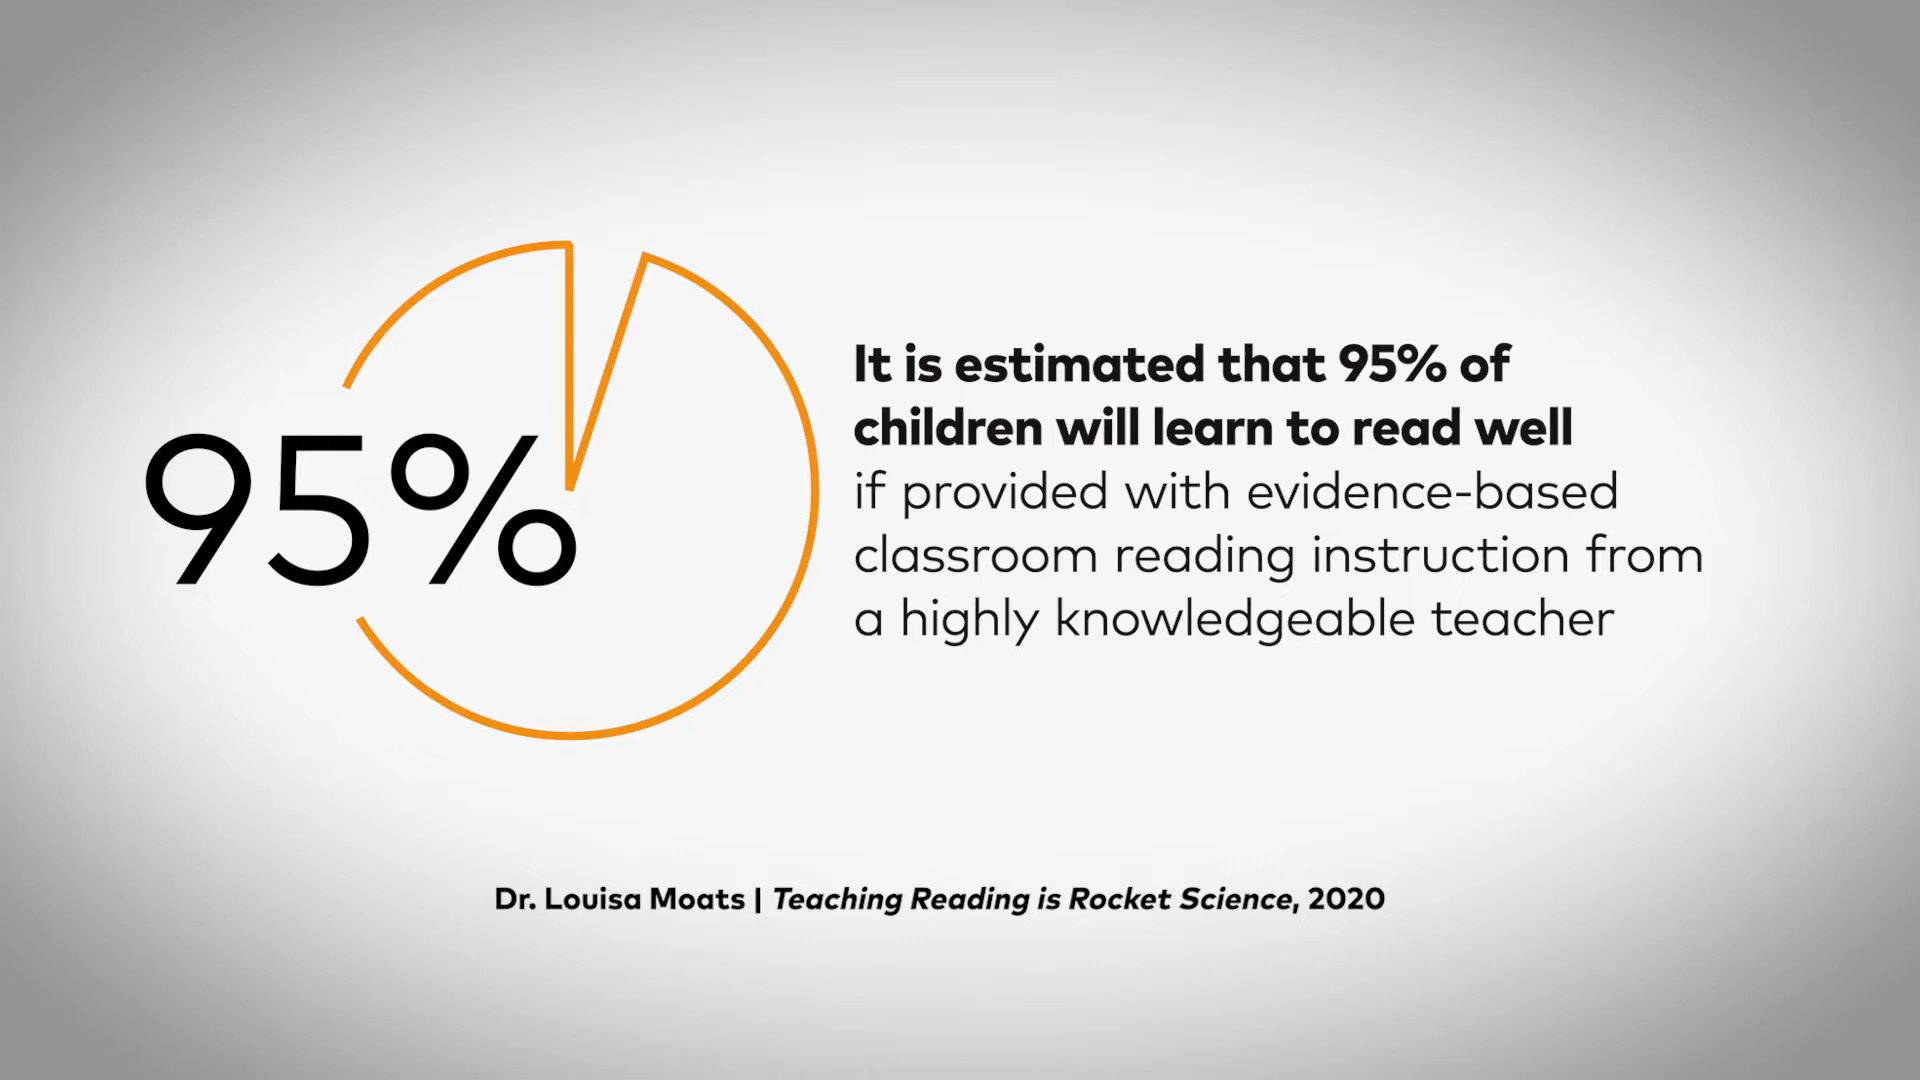 95%
It is estimated that 95% of
children will learn to read well
if provided with evidence-based
classroom reading instruction from
a highly knowledgeable teacher
Dr. Louisa Moats | Teaching Reading is Rocket Science, 2020